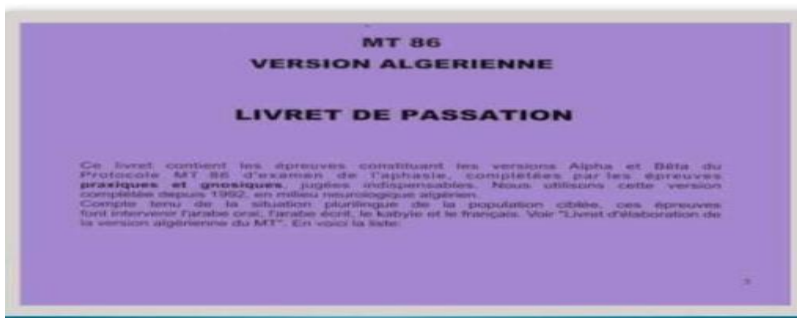 MT 86
VERSION ALGERIENNE
LIVRET DE PASSATION
Ce livret contient les épreuves constituant les versions Alpha et Bêta du
Protocole MT 86 d'examen de l'aphasie, complétées par les épreuves
praxiques et gnosiques, jugées indispensables. Nous utilisons cette version
complétée depuis 1992, en milieu neurologique algérien.
Compte tenu de la situation plurilingue de la population ciblée, ces épreuves
font intervenir l'arabe oral, l'arabe écrit, le kabyle et le français. Voir "Livret d'élaboration de
la version algérienne du MT". En voici la liste: